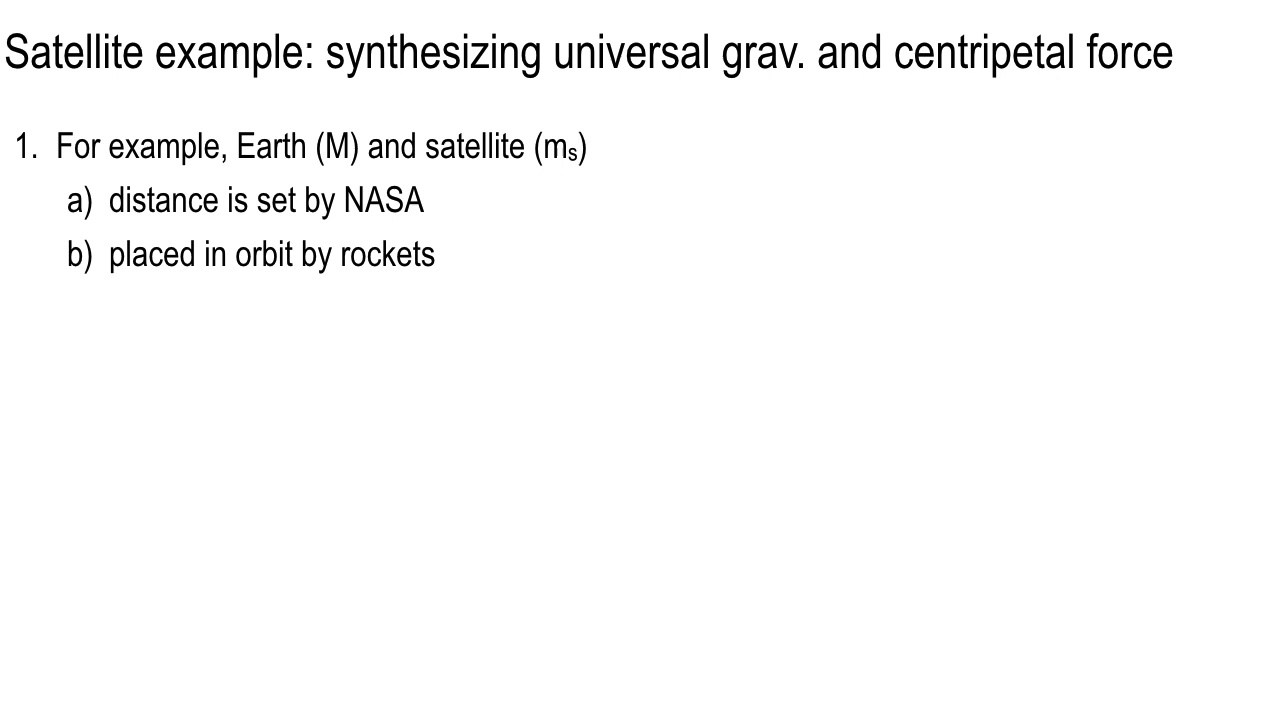 Satellite example: synthesizing universal grav. and centripetal force
1. For example, Earth (M) and satellite (ms)
a) distance is set by NASA
b) placed in orbit by rockets